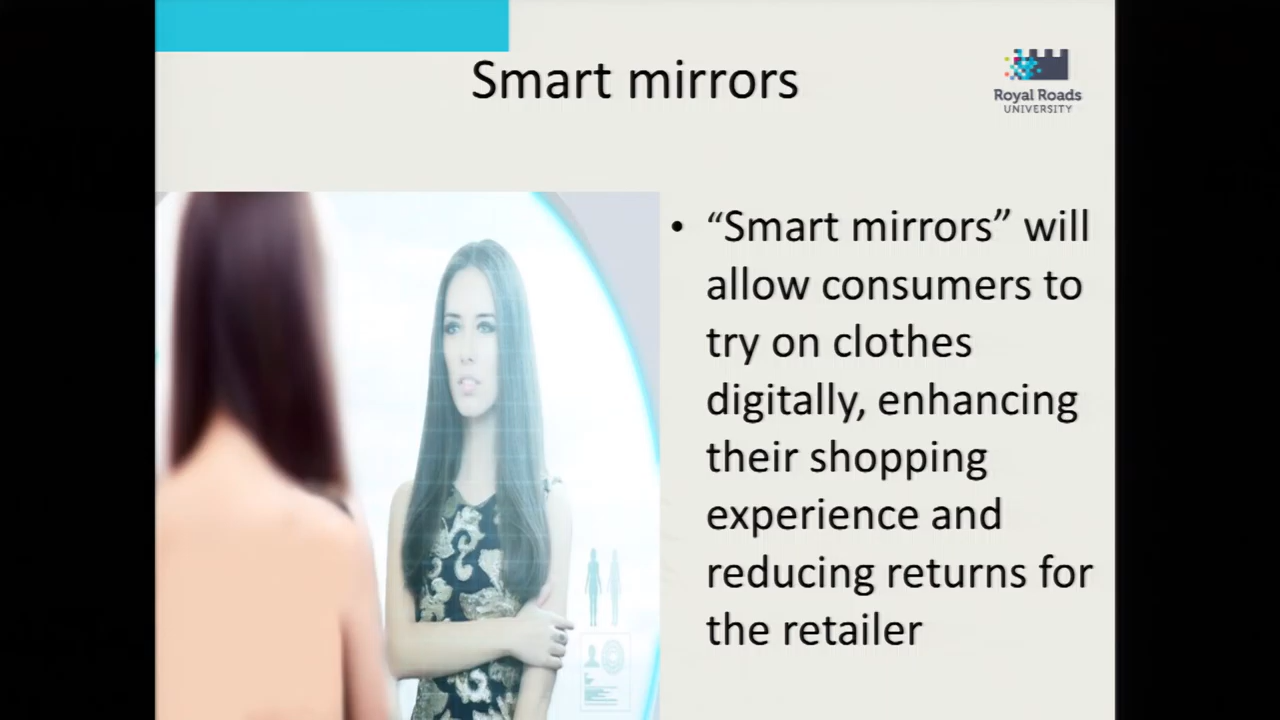 Smart mirrors
Royal Roads
UNIVERSITY
• “Smart mirrors” will
allow consumers to
try on clothes
digitally, enhancing
their shopping
experience and
reducing returns for
the retailer